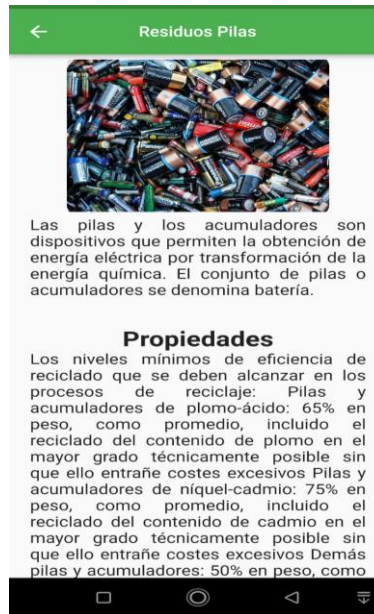 Residuos Pilas
Las pilas y los acumuladores son
dispositivos que permiten la obtención de
energía eléctrica por transformación de la
energía química. El conjunto de pilas o
acumuladores se denomina batería.
Propiedades
Los niveles mínimos de eficiencia de
reciclado que se deben alcanzar en los
procesos de reciclaje: Pilas y
acumuladores de plomo-ácido: 65% en
peso, como promedio, incluido el
reciclado del contenido de plomo en el
mayor grado técnicamente posible sin
que ello entrañe costes excesivos Pilas y
acumuladores de níquel-cadmio: 75% en
peso, como promedio, incluido el
reciclado del contenido de cadmio en el
mayor grado técnicamente posible sin
que ello entrañe costes excesivos Demás
pilas y acumuladores: 50% en peso, como